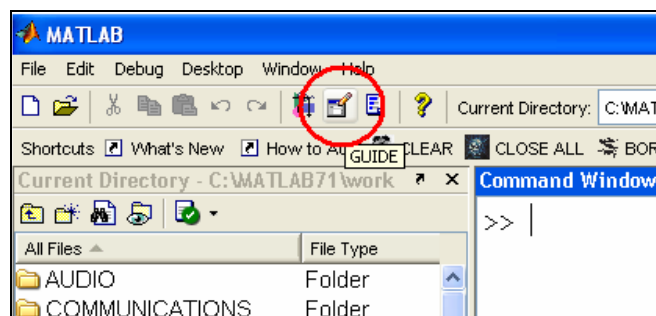 MATLAB
File Edit Debug Desktop Window Help
Current Directory: C:\MAT
Shortcuts What's New How to A CLEAR CLOSE ALL BOR
GUIDE
Current Directory - C:\MATLAB71\work
Command Window
>>
All Files File Type
AUDIO Folder
COMMUNICATIONS Folder